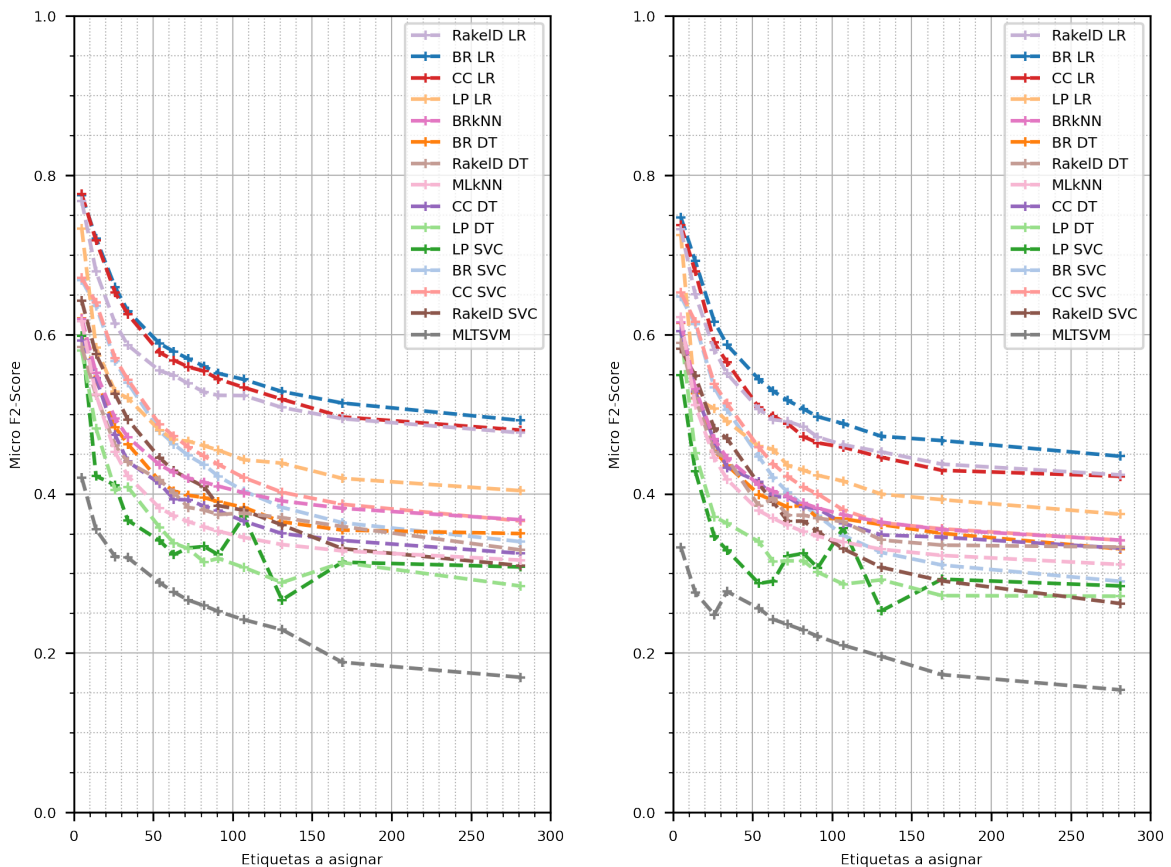 1.0
0.8
0.6
0.4
0.2
0.0
Micro F2-Score
0
50
100
150
200
250
300
Etiquetas a asignar
RakelD LR
BR LR
CC LR
LP LR
BRkNN
BR DT
RakelD DT
MLkNN
CC DT
LP DT
LP SVC
BR SVC
CC SVC
RakelD SVC
MLTSVM
1.0
0.8
0.6
0.4
0.2
0.0
Micro F2-Score
0
50
100
150
200
250
300
Etiquetas a asignar
RakelD LR
BR LR
CC LR
LP LR
BRkNN
BR DT
RakelD DT
MLkNN
CC DT
LP DT
LP SVC
BR SVC
CC SVC
RakelD SVC
MLTSVM